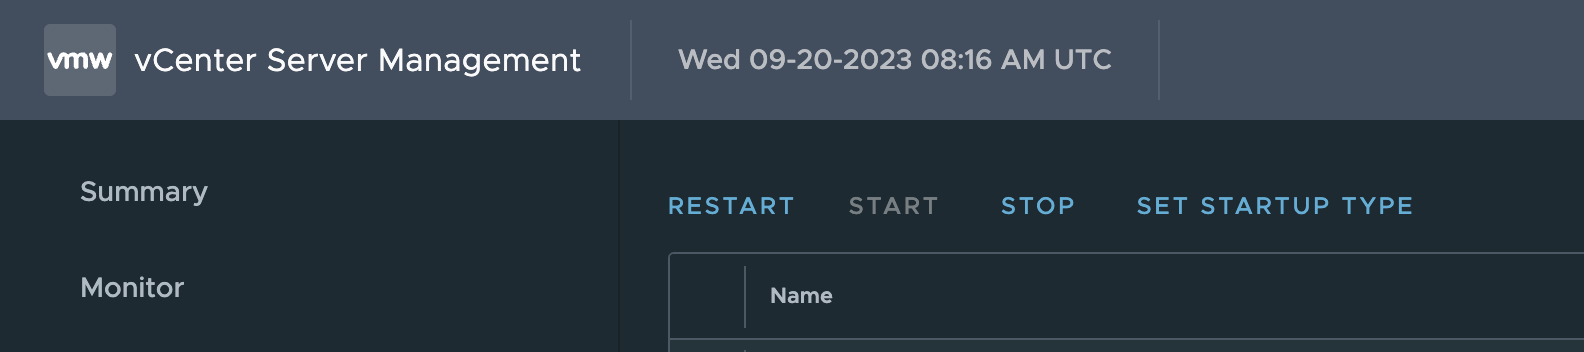 vmw vCenter Server Management Wed 09-20-2023 08:16 AM UTC
Summary
RESTART START STOP SET STARTUP TYPE
Monitor
Name